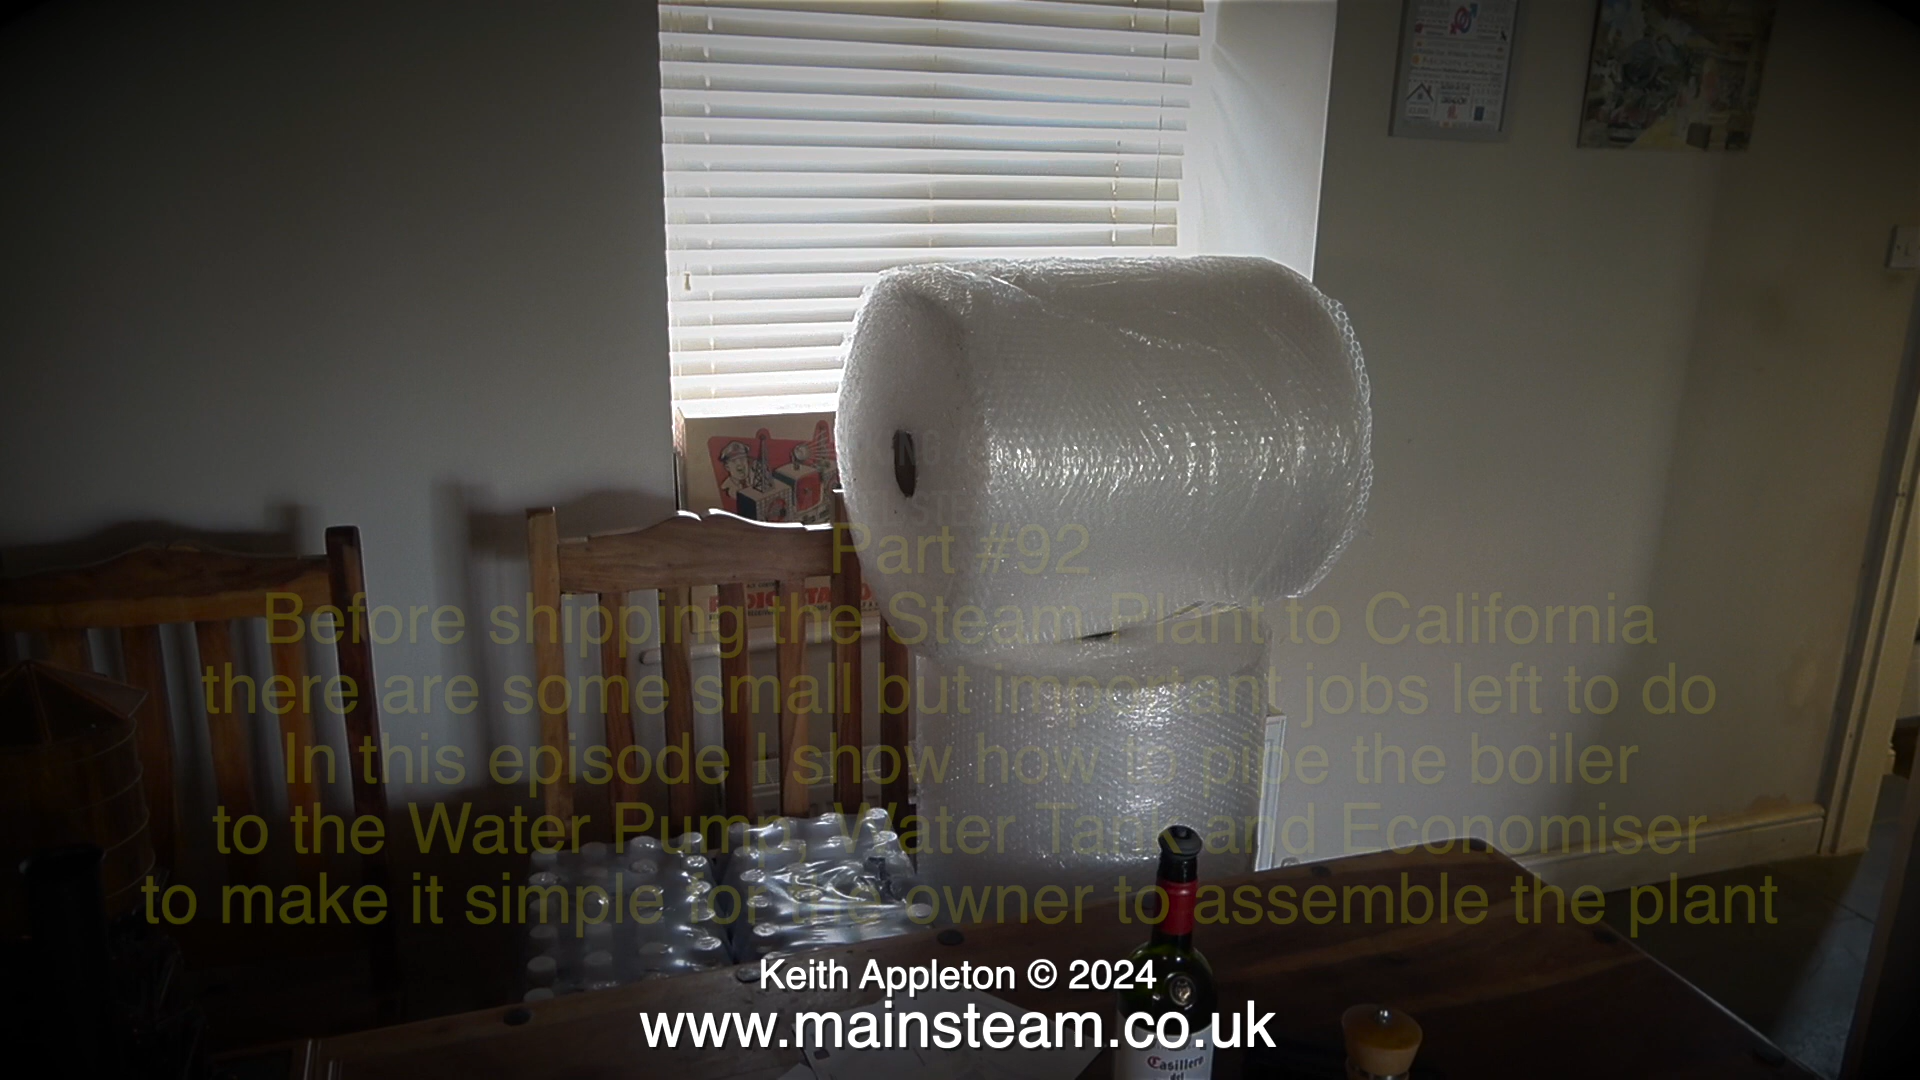 Part #92
Before shipping the Steam Plant to California
there are some small but important jobs left to do
In this episode I show how to pipe the boiler
to the Water Pump, Water Tank and Economiser
to make it simple for the owner to assemble the plant
Keith Appleton © 2024
www.mainsteam.co.uk
Casillero
del